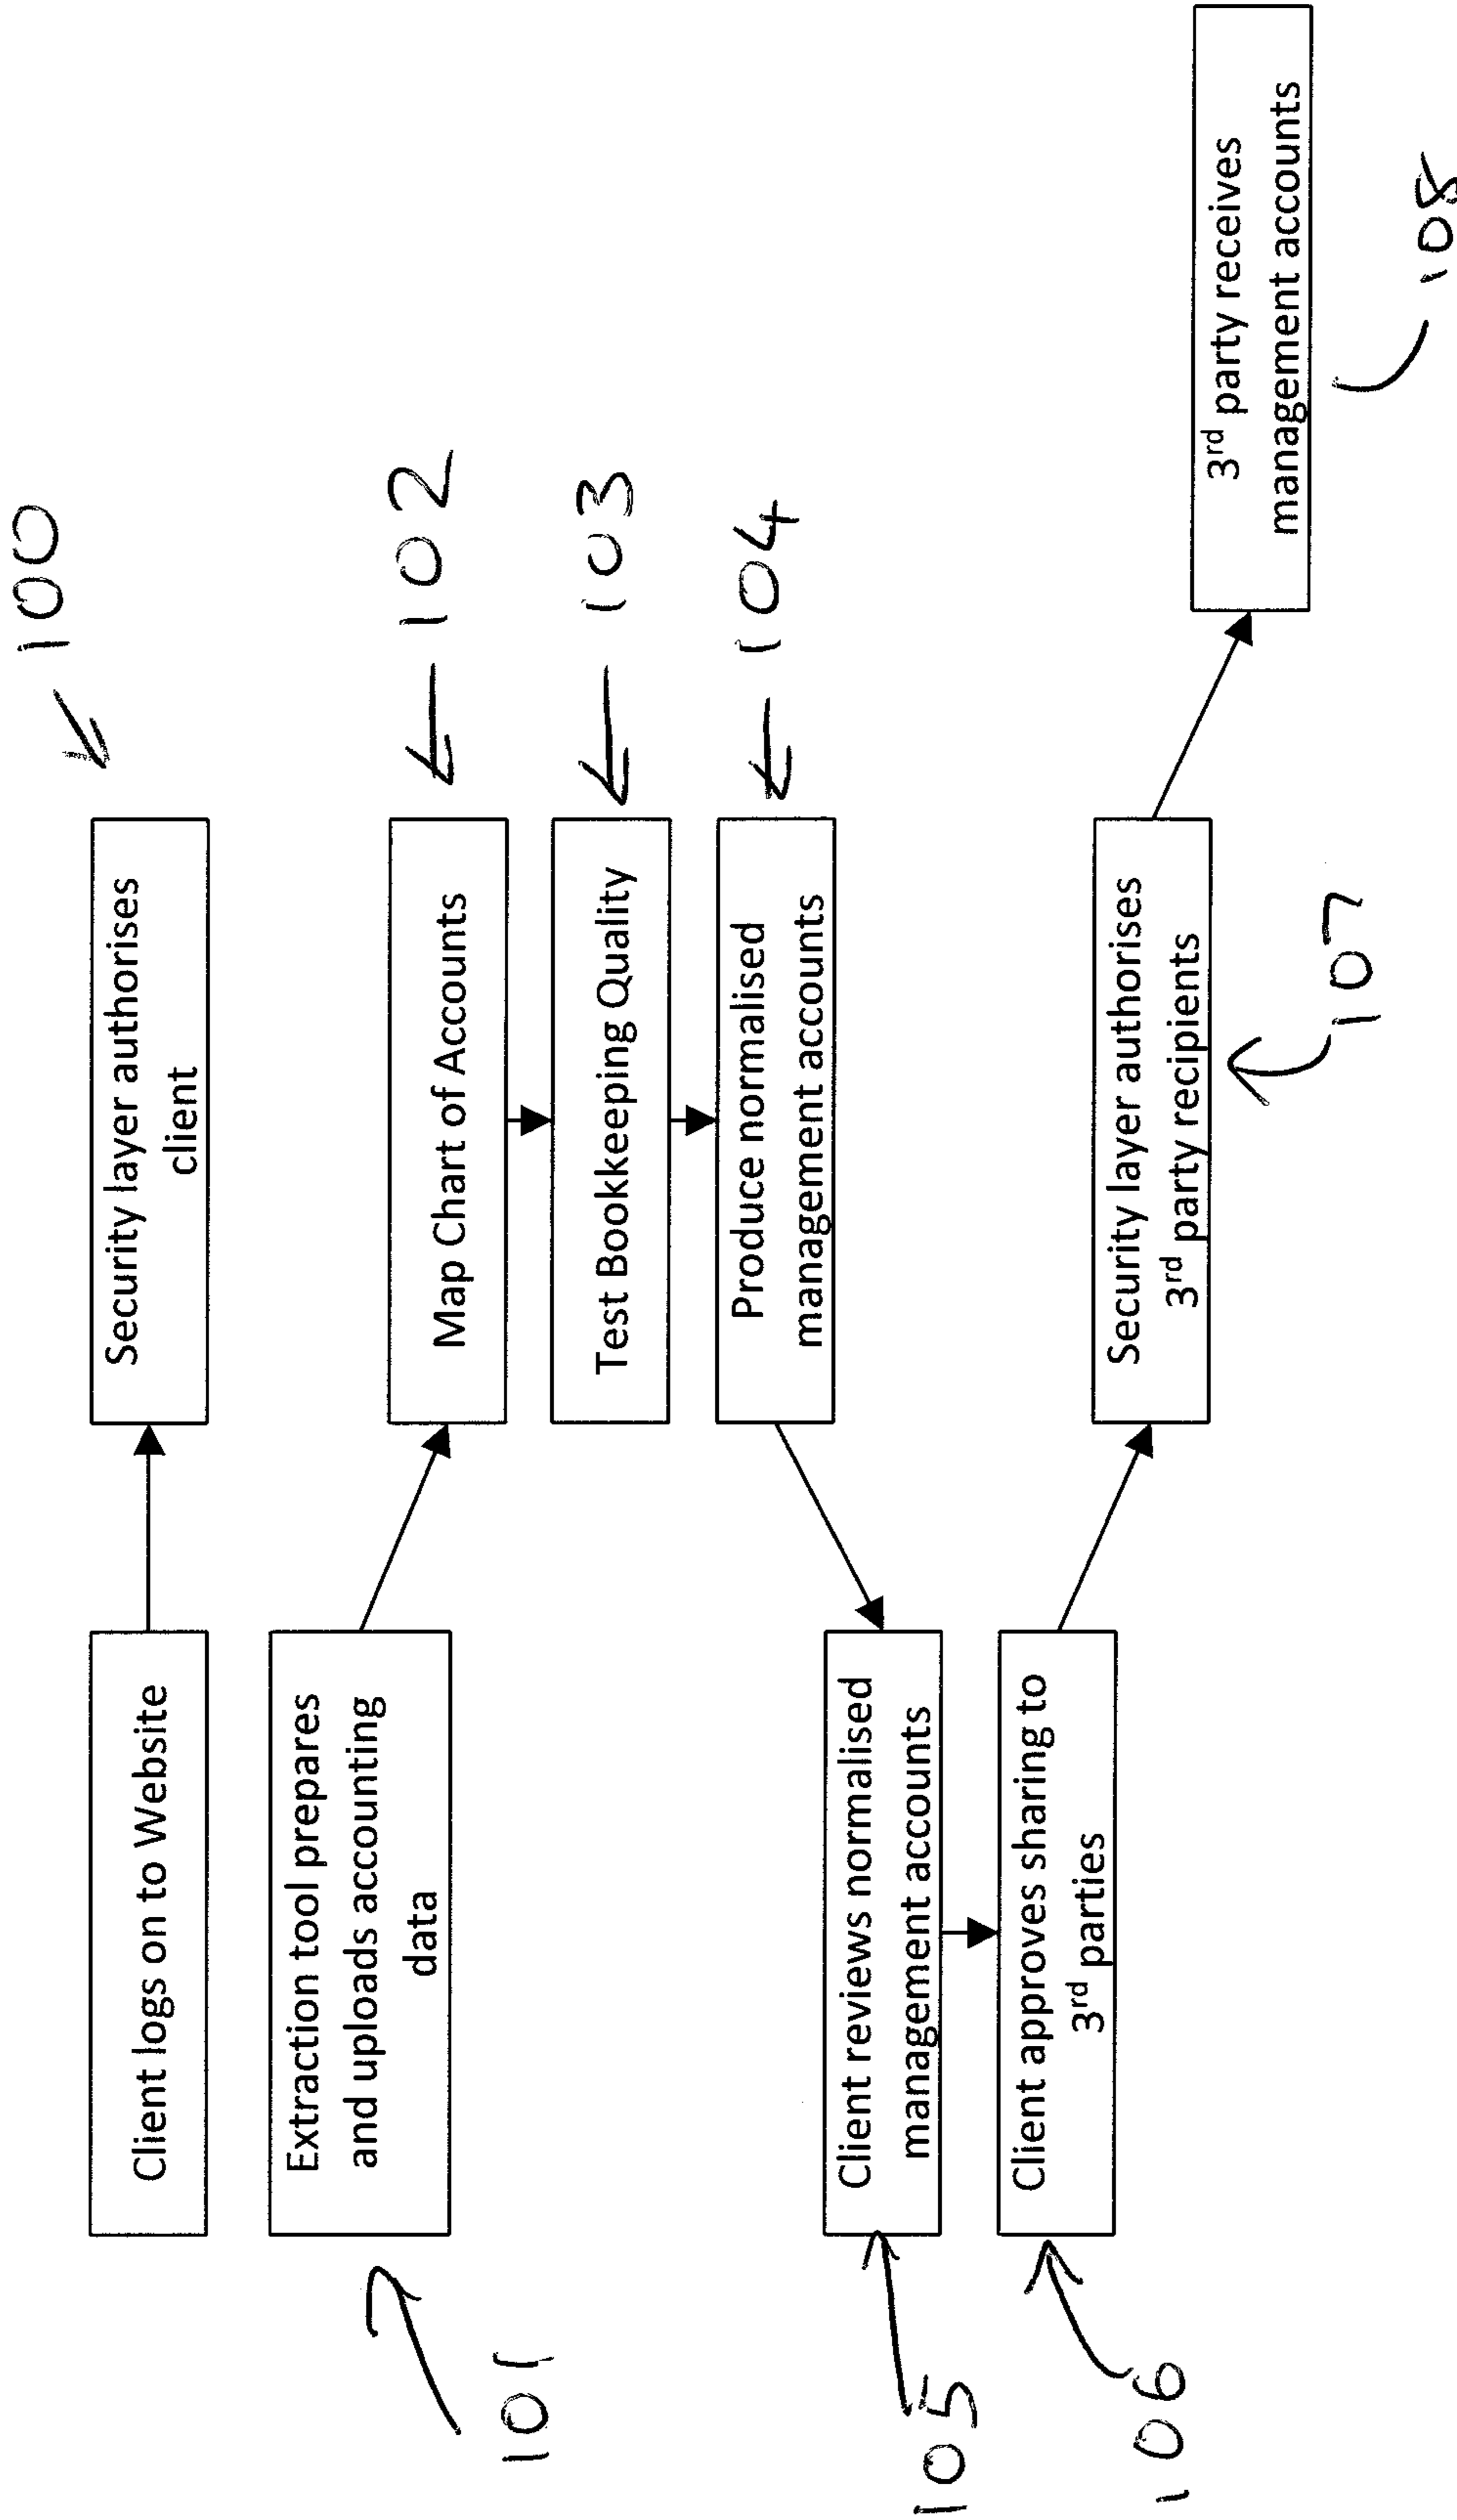 Client logs on to Website
Security layer authorises
client
100
Extraction tool prepares
and uploads accounting
data
101
Map Chart of Accounts
102
Test Bookkeeping Quality
103
Produce normalised
management accounts
104
Client reviews normalised
management accounts
105
Client approves sharing to
3rd parties
106
Security layer authorises
3rd party recipients
107
3rd party receives
management accounts
108